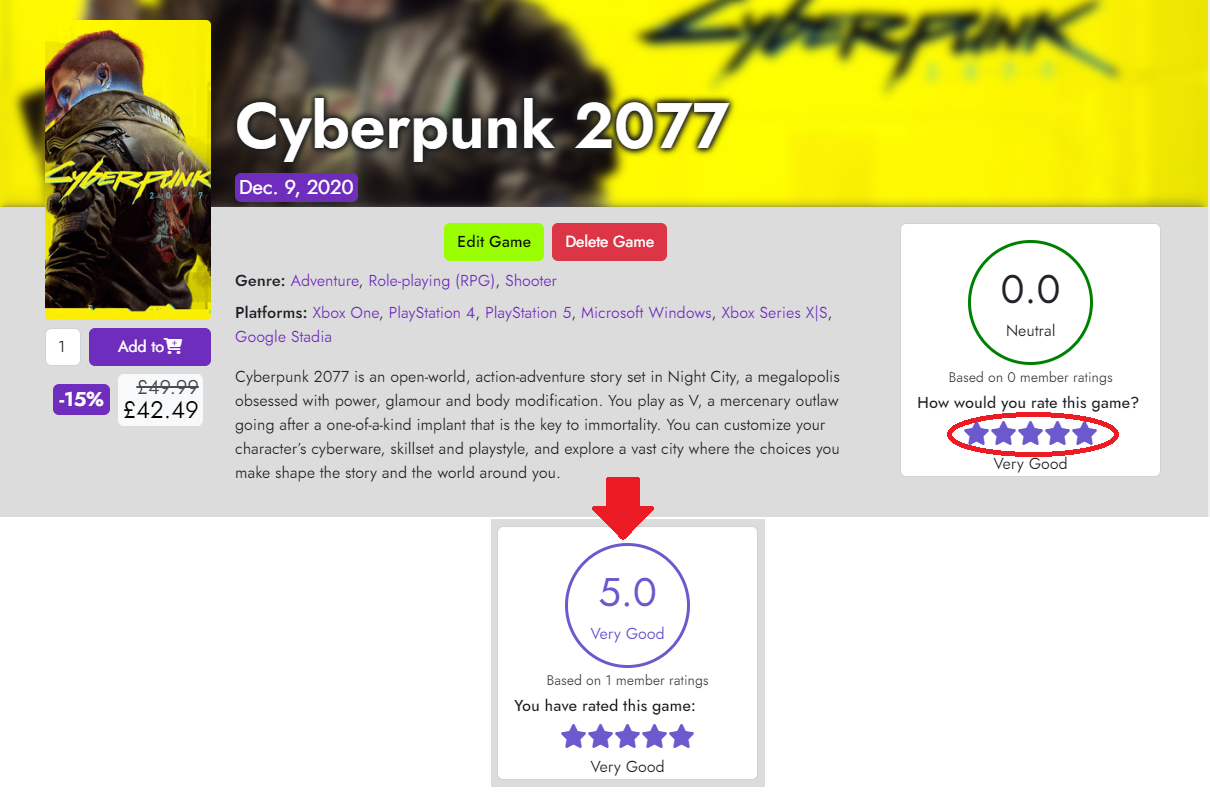 CYBERPUNK
2077
CYBERPUNK
2077
Cyberpunk 2077
Dec. 9, 2020
Edit Game
Delete Game
Genre: Adventure, Role-playing (RPG), Shooter
Platforms: Xbox One, PlayStation 4, PlayStation 5, Microsoft Windows, Xbox Series X|S,
Google Stadia
1
Add to
-15%
£49.99
£42.49
Cyberpunk 2077 is an open-world, action-adventure story set in Night City, a megalopolis
obsessed with power, glamour and body modification. You play as V, a mercenary outlaw
going after a one-of-a-kind implant that is the key to immortality. You can customize your
character’s cyberware, skillset and playstyle, and explore a vast city where the choices you
make shape the story and the world around you.
0.0
Neutral
Based on 0 member ratings
How would you rate this game?
Very Good
5.0
Very Good
Based on 1 member ratings
You have rated this game:
Very Good